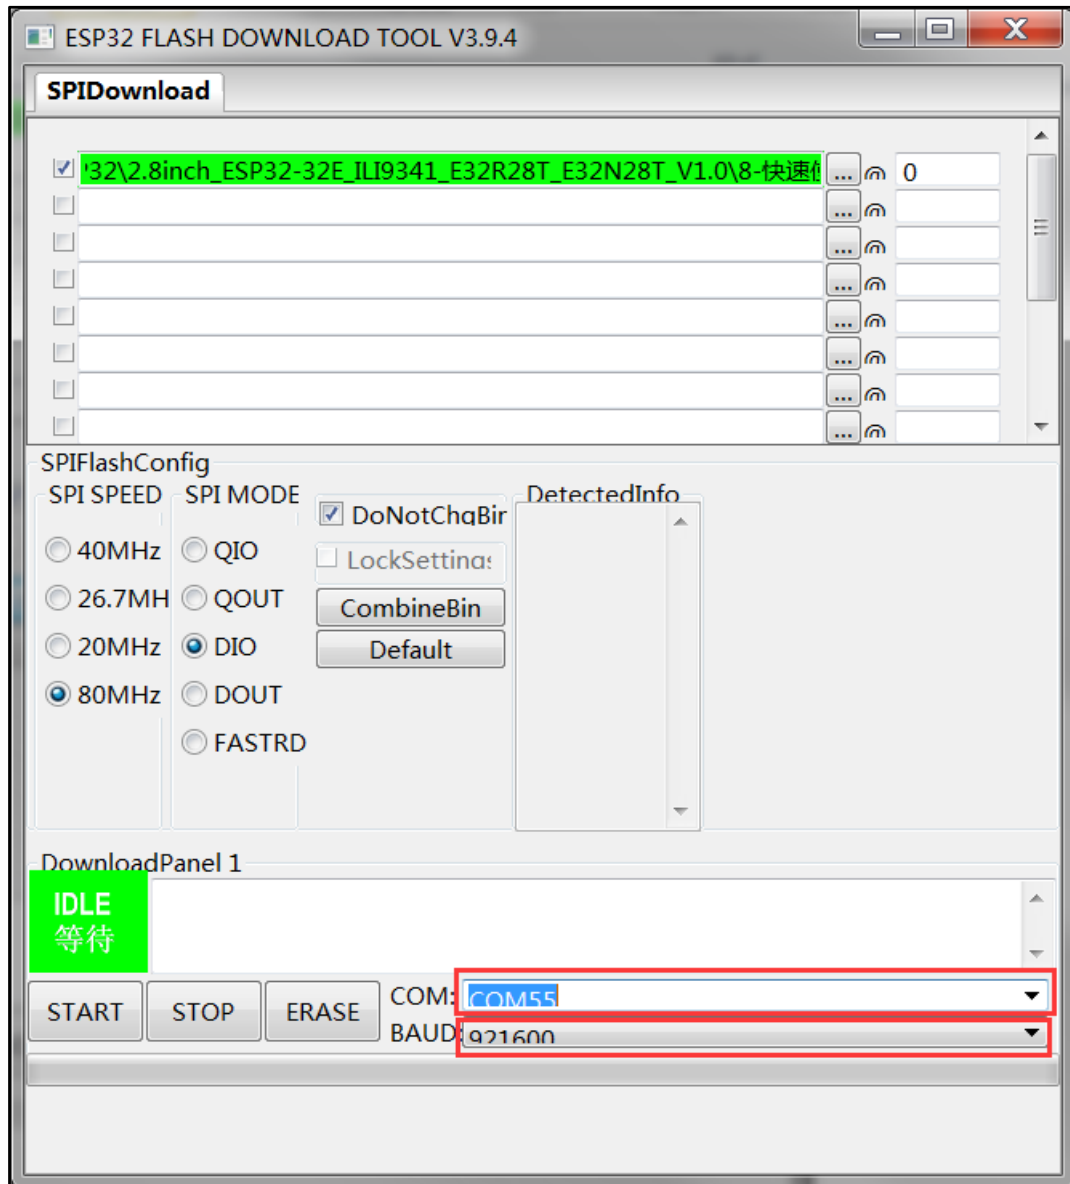 ESP32 FLASH DOWNLOAD TOOL V3.9.4
SPIDownload
32\2.8inch_ESP32-32E_ILI9341_E32R28T_E32N28T_V1.0\8-快速 ... @ 0
... @
... @
... @
... @
... @
... @
... @
SPIFlashConfig
SPI SPEED SPI MODE DetectedInfo
DoNotChgBin
40MHz QIO LockSettings
26.7MH QOUT CombineBin
20MHz DIO Default
80MHz DOUT
FASTRD
DownloadPanel 1
IDLE
等待
START STOP ERASE COM: COM55
BAUD: 921600